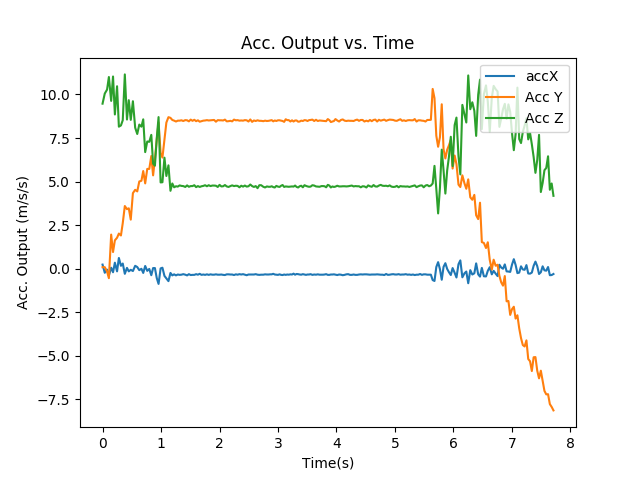 Acc. Output vs. Time
accX
Acc Y
Acc Z
10.0
7.5
5.0
2.5
0.0
−2.5
−5.0
−7.5
Acc. Output (m/s/s)
0 1 2 3 4 5 6 7 8
Time(s)